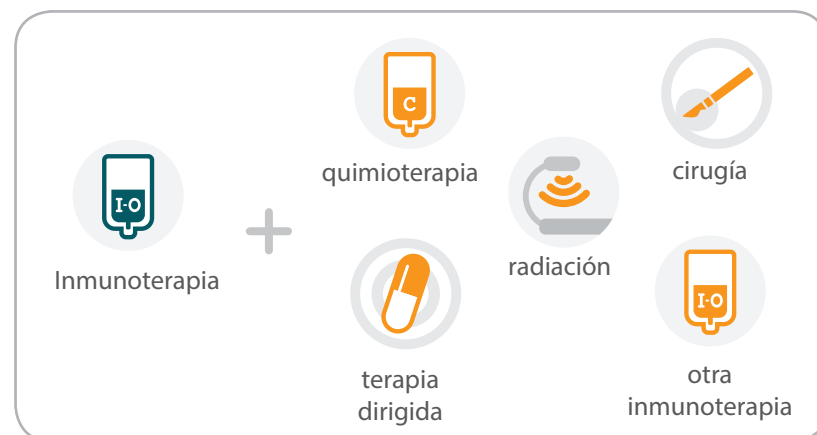 I-O
Inmunoterapia
C
quimioterapia
terapia
dirigida
radiación
cirugía
I-O
otra
inmunoterapia